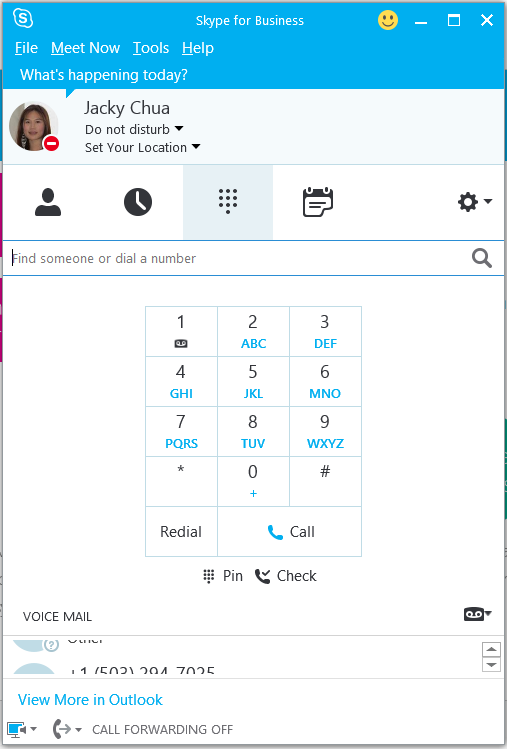 Skype for Business
File Meet Now Tools Help
What's happening today?
Jacky Chua
Do not disturb
Set Your Location
Find someone or dial a number
1 2 3
ABC DEF
4 5 6
GHI JKL MNO
7 8 9
PQRS TUV WXYZ
* 0 #
+
Redial Call
Pin Check
VOICE MAIL
Other
+1 (503) 294-7025
View More in Outlook
CALL FORWARDING OFF